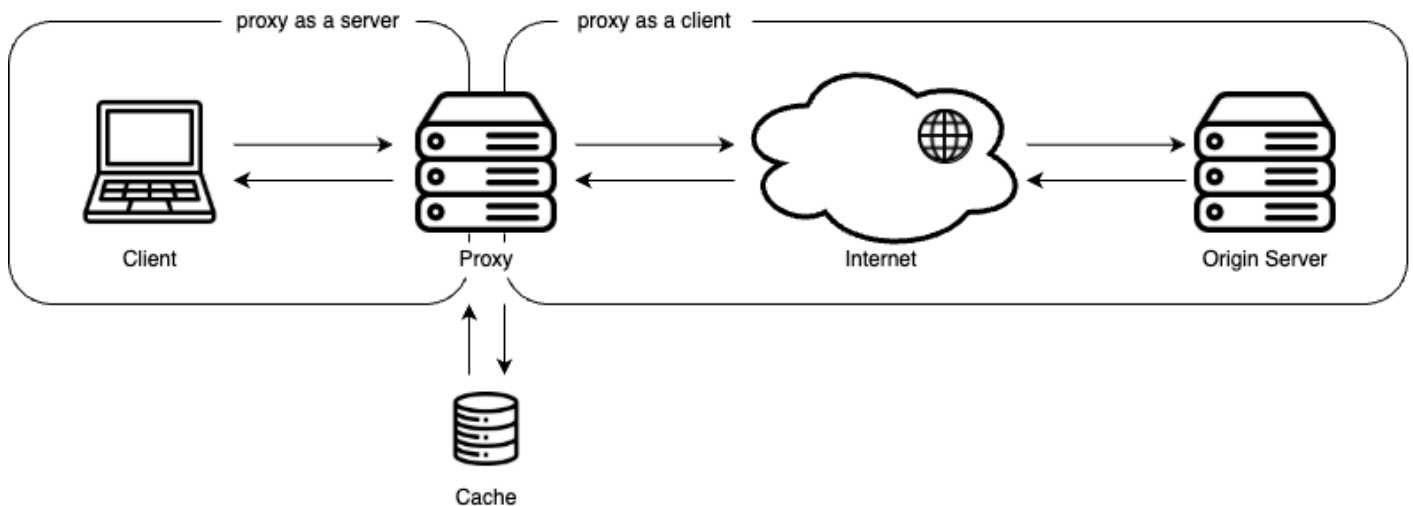 proxy as a server
proxy as a client
Client
Proxy
Internet
Origin Server
Cache